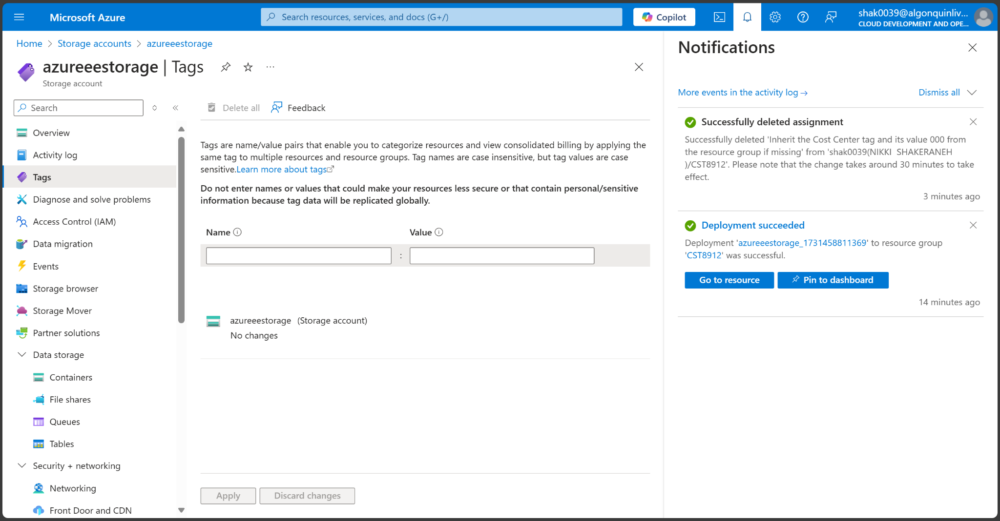 Microsoft Azure
Search resources, services, and docs (G+/)
Copilot
shak0039@algonquinliv...
CLOUD DEVELOPMENT AND OPE...
Home > Storage accounts > azureeestorage
azureeestorage | Tags
...
Storage account
Search
Overview
Activity log
Tags
Diagnose and solve problems
Access Control (IAM)
Data migration
Events
Storage browser
Storage Mover
Partner solutions
Data storage
Containers
File shares
Queues
Tables
Security + networking
Networking
Front Door and CDN
Delete all
Feedback
Tags are name/value pairs that enable you to categorize resources and view consolidated billing by applying the
same tag to multiple resources and resource groups. Tag names are case insensitive, but tag values are case
sensitive.Learn more about tags
Do not enter names or values that could make your resources less secure or that contain personal/sensitive
information because tag data will be replicated globally.
Name
Value
:
azureeestorage (Storage account)
No changes
Apply
Discard changes
Notifications
More events in the activity log →
Dismiss all
Successfully deleted assignment
Successfully deleted 'Inherit the Cost Center tag and its value 000 from
the resource group if missing' from 'shak0039(NIKKI SHAKERANEH
)/CST8912'. Please note that the change takes around 30 minutes to take
effect.
3 minutes ago
Deployment succeeded
Deployment 'azureeestorage_1731458811369' to resource group
'CST8912' was successful.
Go to resource
Pin to dashboard
14 minutes ago